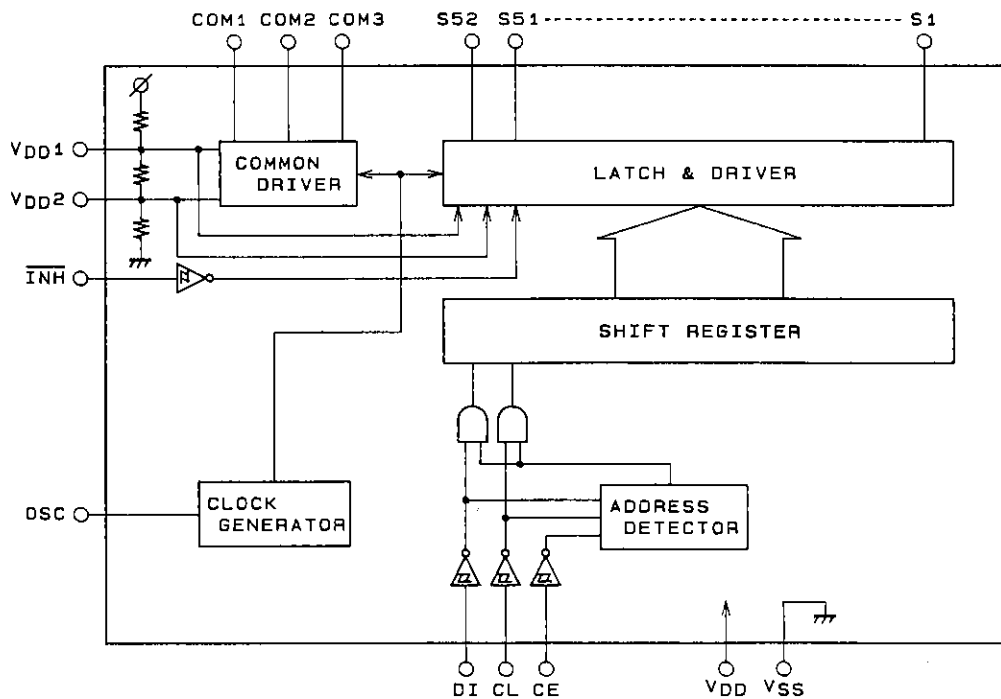 COM1 COM2 COM3 S52 S51 S1
VDD1
COMMON
DRIVER
LATCH & DRIVER
VDD2
INH
SHIFT REGISTER
OSC
CLOCK
GENERATOR
ADDRESS
DETECTOR
DI CL CE VDD VSS